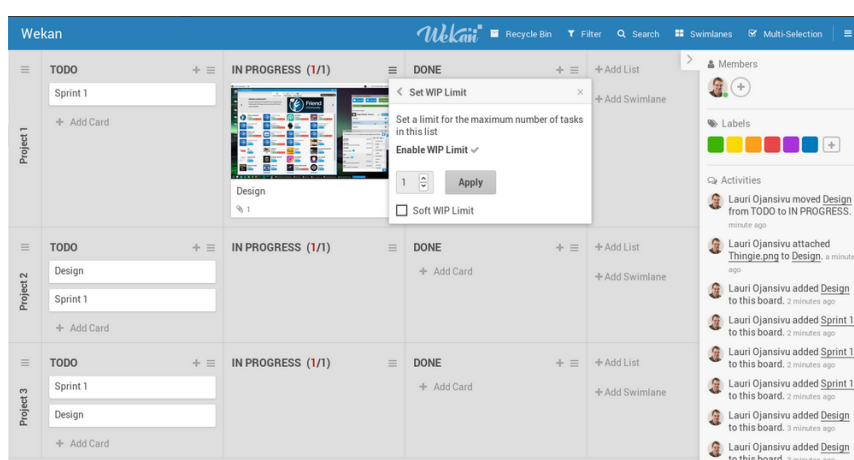 Wekan
Wekan
Recycle Bin
Filter
Search
Swimlanes
Multi-Selection
Project 1
TODO
Sprint 1
+ Add Card
IN PROGRESS (1/1)
Friend
Design
1
DONE
+ Add List
+ Add Swimlane
Set WIP Limit
Set a limit for the maximum number of tasks
in this list
Enable WIP Limit
1
Apply
Soft WIP Limit
Project 2
TODO
Design
Sprint 1
+ Add Card
IN PROGRESS (1/1)
DONE
+ Add Card
+ Add List
+ Add Swimlane
Project 3
TODO
Sprint 1
Design
+ Add Card
IN PROGRESS (1/1)
DONE
+ Add Card
+ Add List
+ Add Swimlane
Members
Labels
Activities
Lauri Ojansivu moved Design
from TODO to IN PROGRESS.
minute ago
Lauri Ojansivu attached
Thingie.png to Design. a minute
ago
Lauri Ojansivu added Design
to this board. 2 minutes ago
Lauri Ojansivu added Sprint 1
to this board. 2 minutes ago
Lauri Ojansivu added Sprint 1
to this board. 2 minutes ago
Lauri Ojansivu added Sprint 1
to this board. 2 minutes ago
Lauri Ojansivu added Design
to this board. 3 minutes ago
Lauri Ojansivu added Design
to this board.